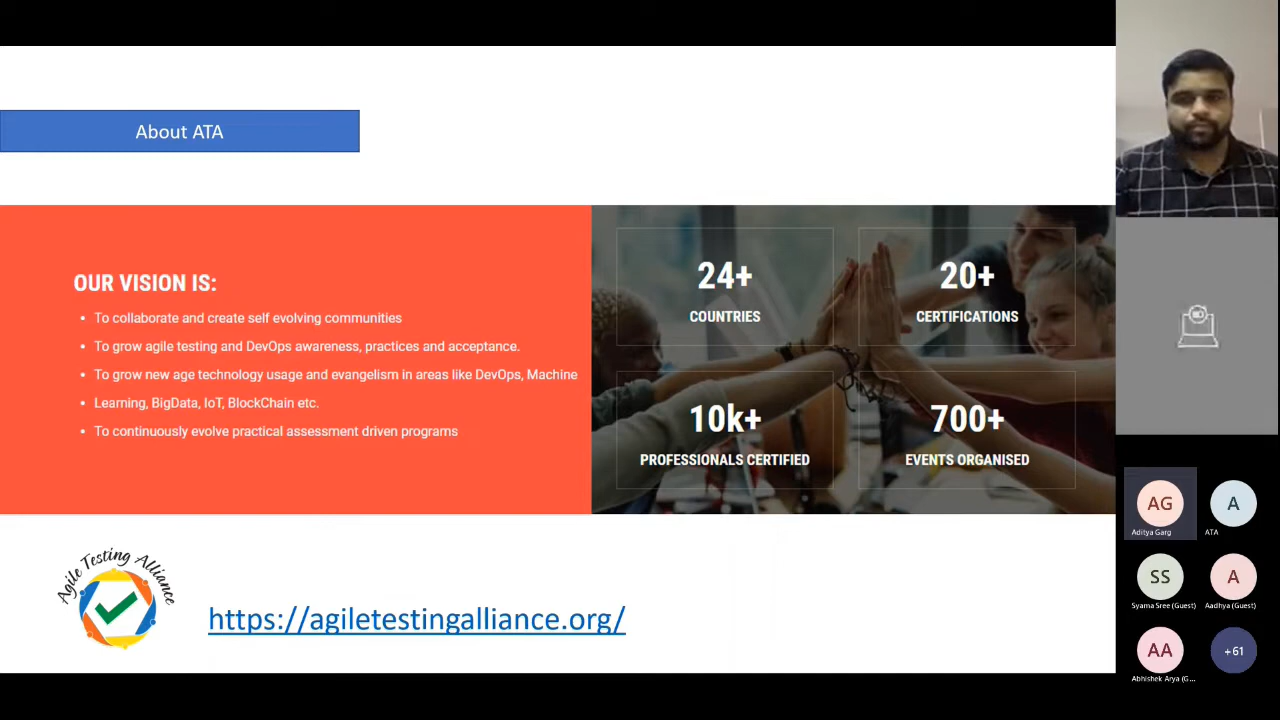 About ATA
OUR VISION IS:
• To collaborate and create self evolving communities
• To grow agile testing and DevOps awareness, practices and acceptance.
• To grow new age technology usage and evangelism in areas like DevOps, Machine
• Learning, BigData, IoT, BlockChain etc.
• To continuously evolve practical assessment driven programs
24+
COUNTRIES
20+
CERTIFICATIONS
10k+
PROFESSIONALS CERTIFIED
700+
EVENTS ORGANISED
Agile Testing Alliance
https://agiletestingalliance.org/
AG
Aditya Garg
A
ATA
SS
Syama Sree (Guest)
A
Aadhya (Guest)
AA
Abhishek Arya (G...
+61